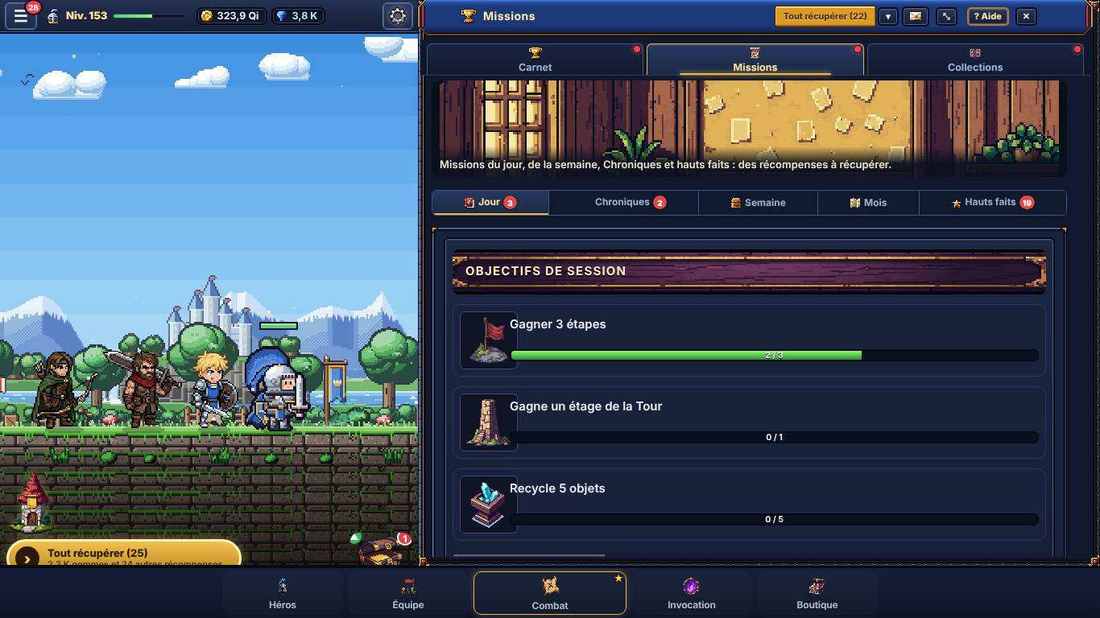 28
Niv. 153
323,9 Qi
3,8 K
Missions
Tout récupérer (22)
? Aide
Carnet
Missions
Collections
Missions du jour, de la semaine, Chroniques et hauts faits : des récompenses à récupérer.
Jour 3
Chroniques 2
Semaine
Mois
Hauts faits 19
OBJECTIFS DE SESSION
Gagner 3 étapes
2 / 3
Gagne un étage de la Tour
0 / 1
Recycle 5 objets
0 / 5
Tout récupérer (25)
1
Héros
Équipe
Combat
Invocation
Boutique